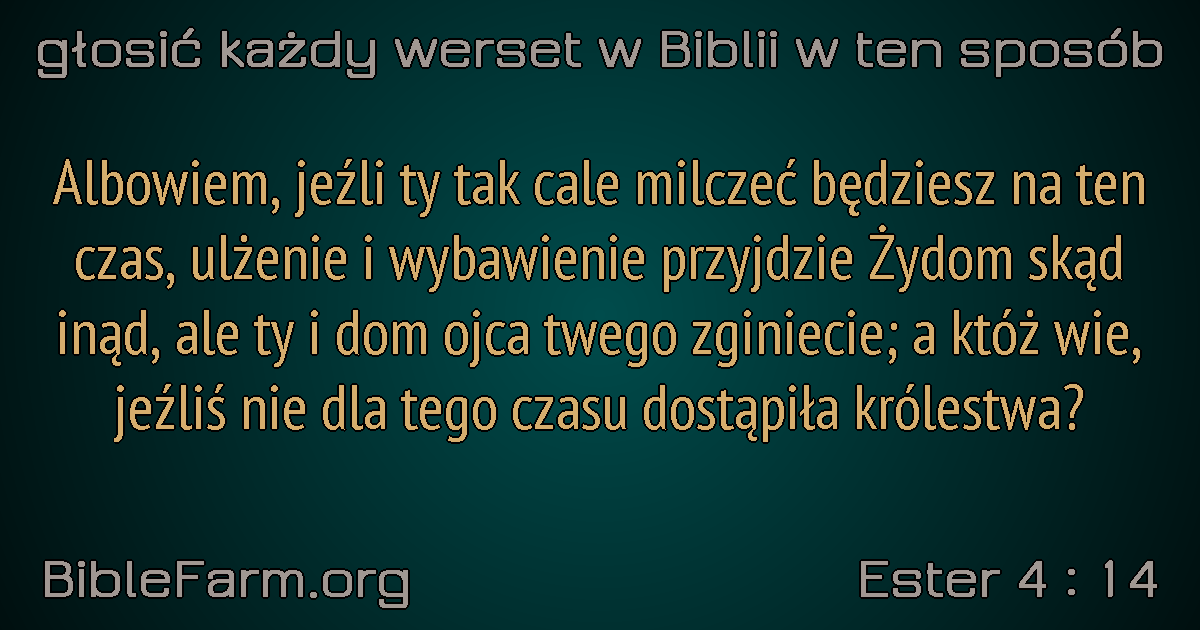 głosić każdy werset w Biblii w ten sposób
Albowiem, jeźli ty tak cale milczeć będziesz na ten
czas, ulżenie i wybawienie przyjdzie Żydom skąd
inąd, ale ty i dom ojca twego zginiecie; a któż wie,
jeźliś nie dla tego czasu dostąpiła królestwa?
BibleFarm.org
Ester 4 : 14